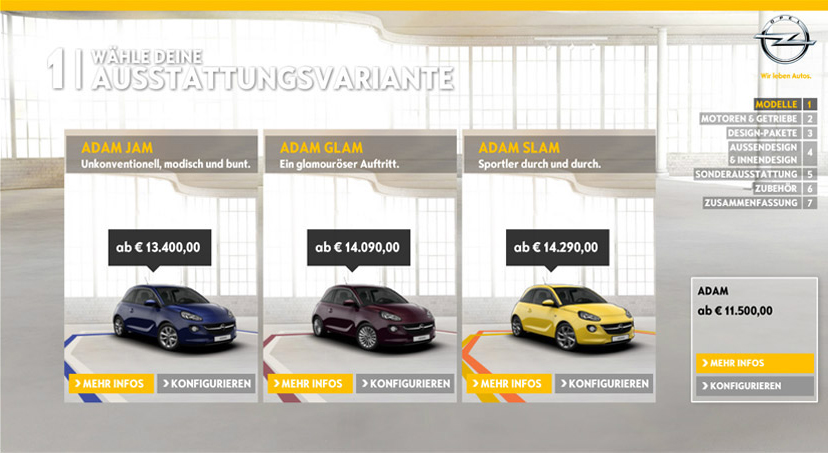 1| WÄHLE DEINE
AUSSTATTUNGSVARIANTE
OPEL
Wir leben Autos.
MODELLE 1
MOTOREN & GETRIEBE 2
DESIGN-PAKETE 3
AUSSENDESIGN
& INNENDESIGN 4
SONDERAUSSTATTUNG 5
ZUBEHÖR 6
ZUSAMMENFASSUNG 7
ADAM JAM
Unkonventionell, modisch und bunt.
ab € 13.400,00
> MEHR INFOS
> KONFIGURIEREN
ADAM GLAM
Ein glamouröser Auftritt.
ab € 14.090,00
> MEHR INFOS
> KONFIGURIEREN
ADAM SLAM
Sportler durch und durch.
ab € 14.290,00
> MEHR INFOS
> KONFIGURIEREN
ADAM
ab € 11.500,00
> MEHR INFOS
> KONFIGURIEREN